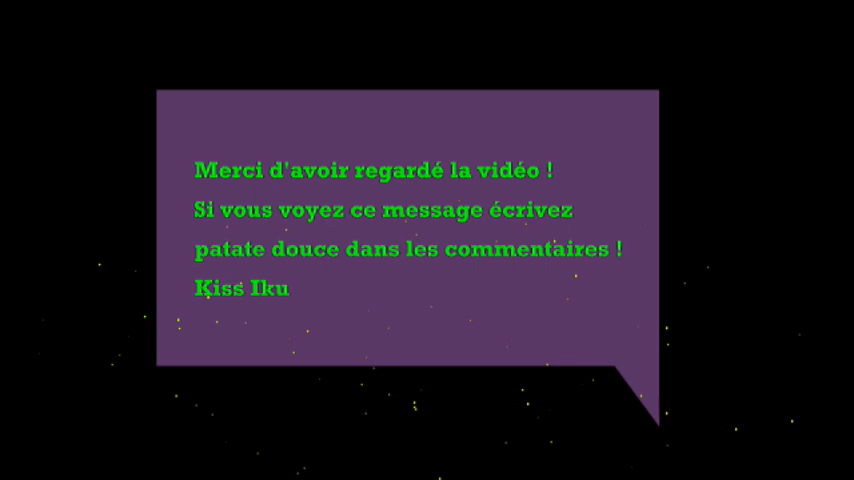 Merci d'avoir regardé la vidéo !
Si vous voyez ce message écrivez
patate douce dans les commentaires !
Kiss Iku